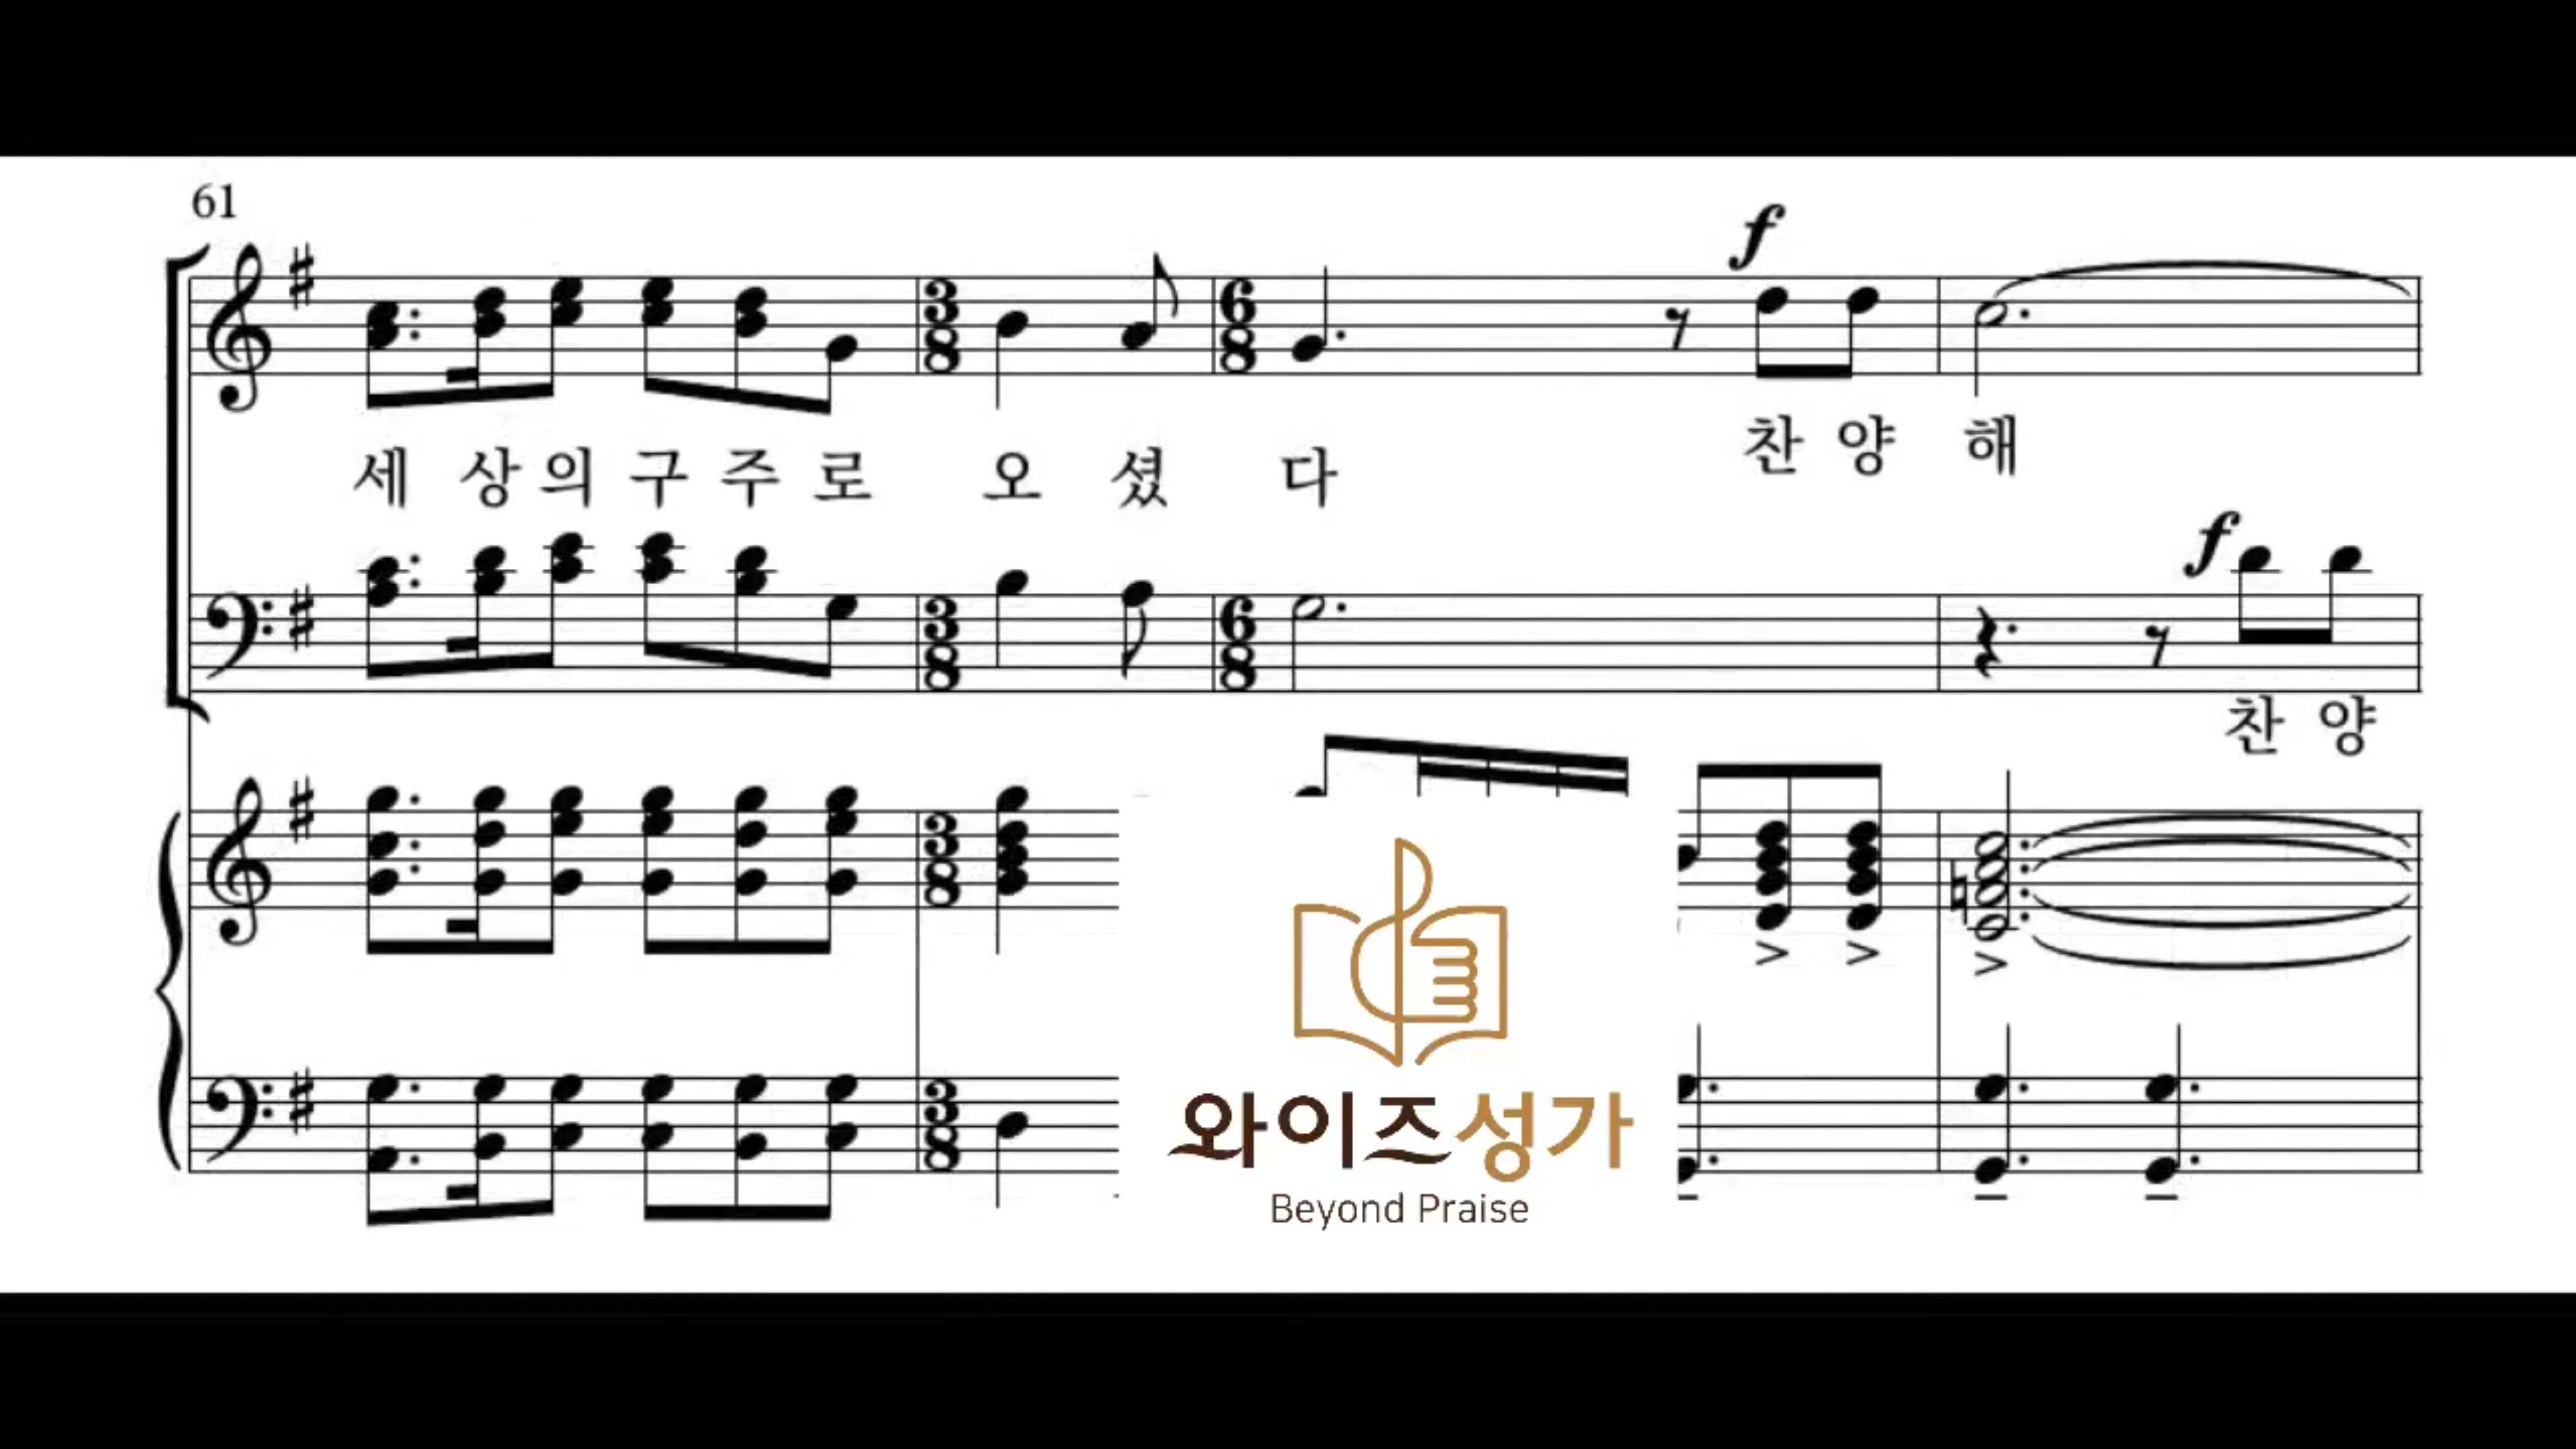 61
f
찬 양 해
세 상 의 구 주 로 오 셨 다
f
찬 양
와이즈성가
Beyond Praise